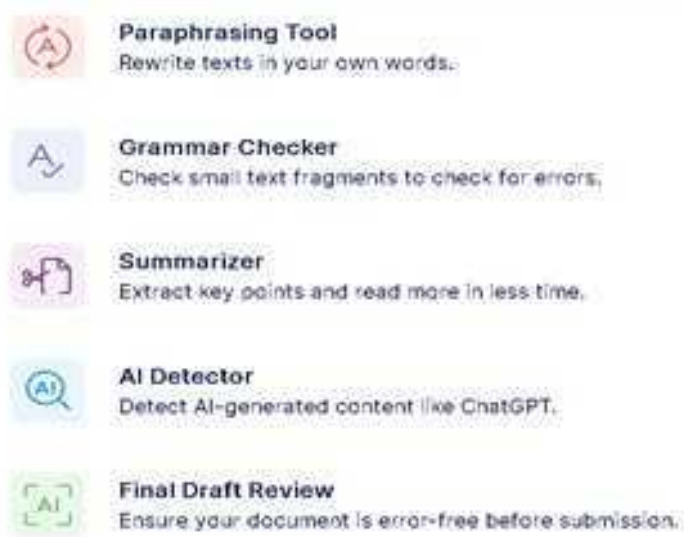 Paraphrasing Tool
Rewrite texts in your own words.
Grammar Checker
Check small text fragments to check for errors.
Summarizer
Extract key points and read more in less time.
AI
AI Detector
Detect AI-generated content like ChatGPT.
AI
Final Draft Review
Ensure your document is error-free before submission.